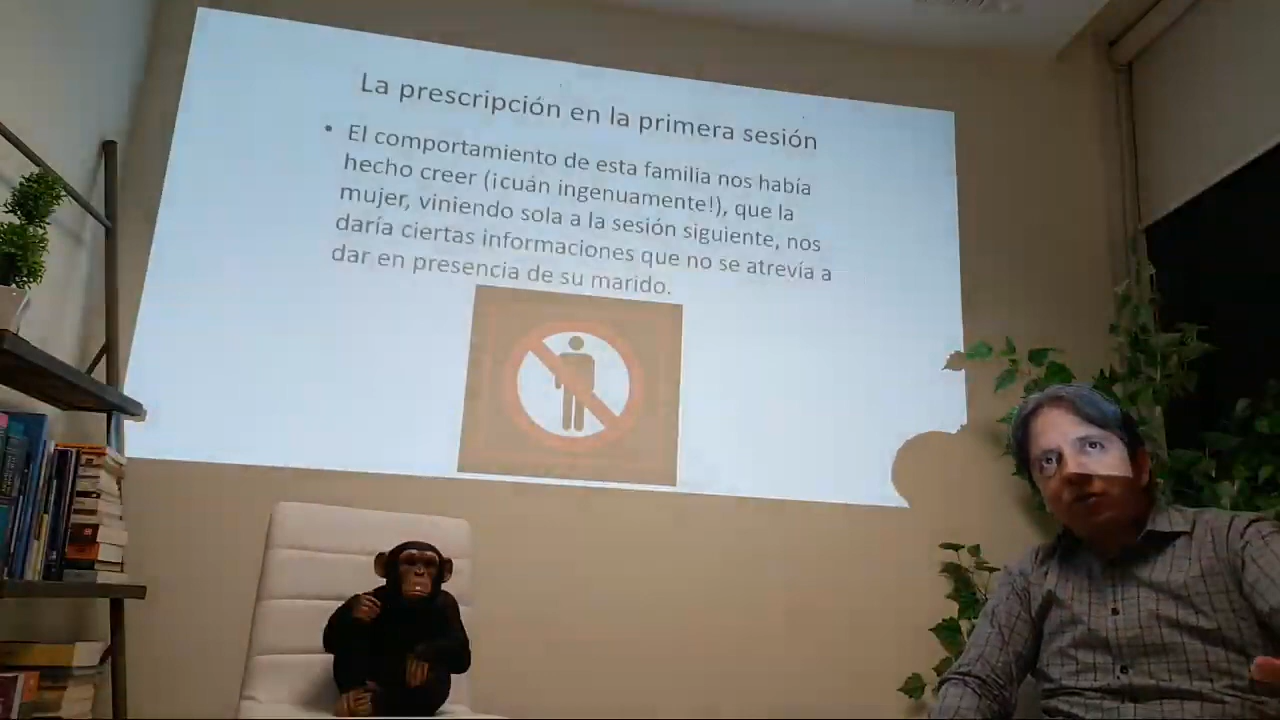 La prescripción en la primera sesión
• El comportamiento de esta familia nos había
hecho creer (¡cuán ingenuamente!), que la
mujer, viniendo sola a la sesión siguiente, nos
daría ciertas informaciones que no se atrevía a
dar en presencia de su marido.